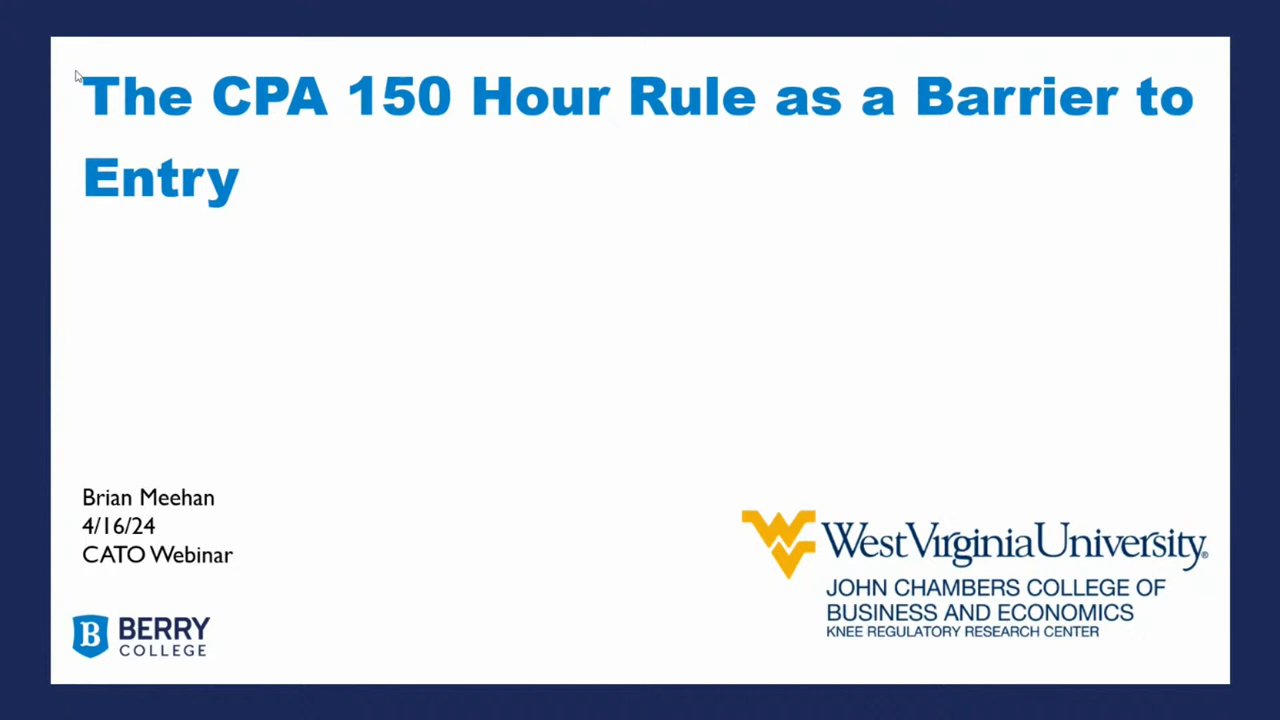 The CPA 150 Hour Rule as a Barrier to
Entry
Brian Meehan
4/16/24
CATO Webinar
B BERRY
COLLEGE
WV WestVirginiaUniversity®
JOHN CHAMBERS COLLEGE OF
BUSINESS AND ECONOMICS
KNEE REGULATORY RESEARCH CENTER